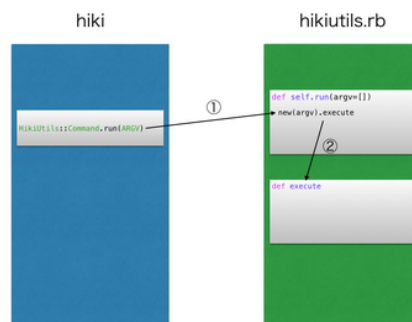 hiki
hikiutils.rb
HikiUtils::Command.run(ARGV)
①
def self.run(argv=[])
new(argv).execute
②
def execute